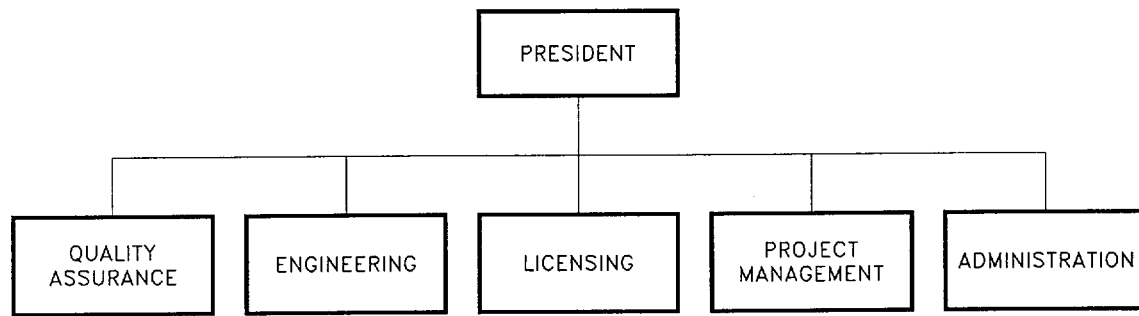 PRESIDENT
QUALITY
ASSURANCE
ENGINEERING
LICENSING
PROJECT
MANAGEMENT
ADMINISTRATION